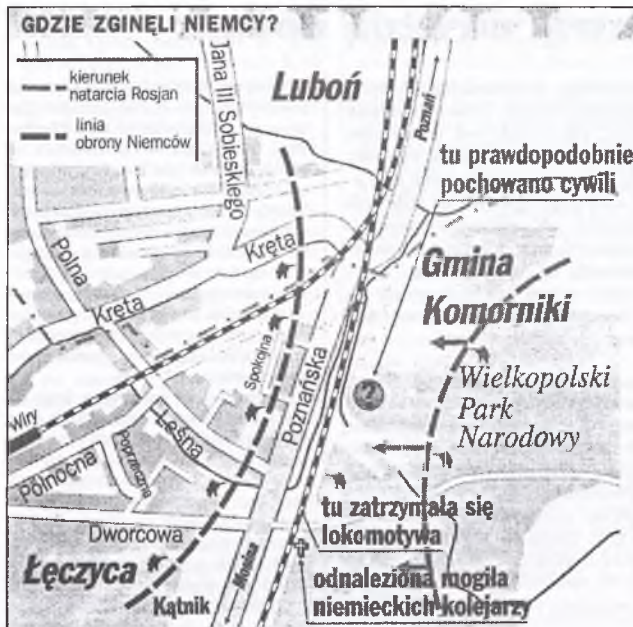 GDZIE ZGINĘLI NIEMCY?
kierunek
natarcia Rosjan
linia
obrony Niemców
Jana III Sobieskiego
Luboń
Poznań
tu prawdopodobnie
pochowano cywili
Polna
Kręta
Kręta
Gmina
Komorniki
Spokojna
Poznańska
?
Wielkopolski
Park
Narodowy
Wiry
Leśna
Północna
Poprzeczna
Dworcowa
tu zatrzymała się
lokomotywa
Łęczyca
Kątnik
Mosina
odnaleziona mogiła
niemieckich kolejarzy